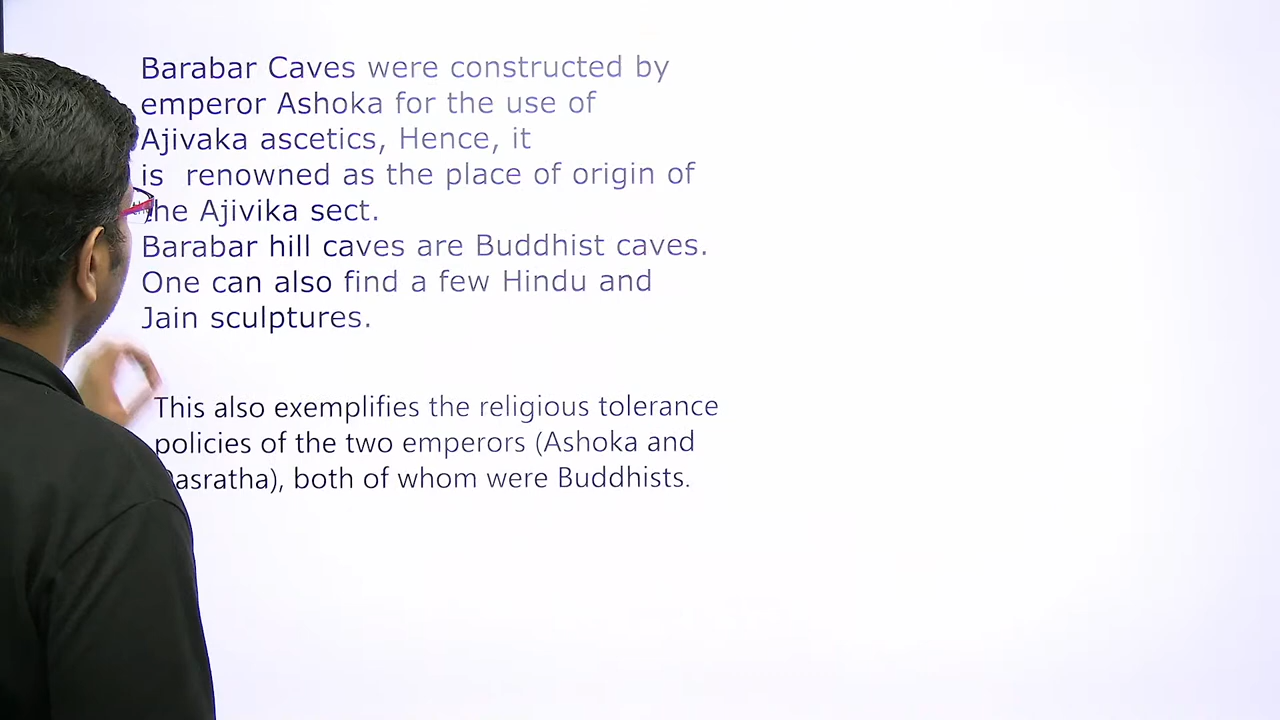 Barabar Caves were constructed by
emperor Ashoka for the use of
Ajivaka ascetics, Hence, it
is  renowned as the place of origin of
the Ajivika sect.
Barabar hill caves are Buddhist caves.
One can also find a few Hindu and
Jain sculptures.
This also exemplifies the religious tolerance
policies of the two emperors (Ashoka and
asratha), both of whom were Buddhists.